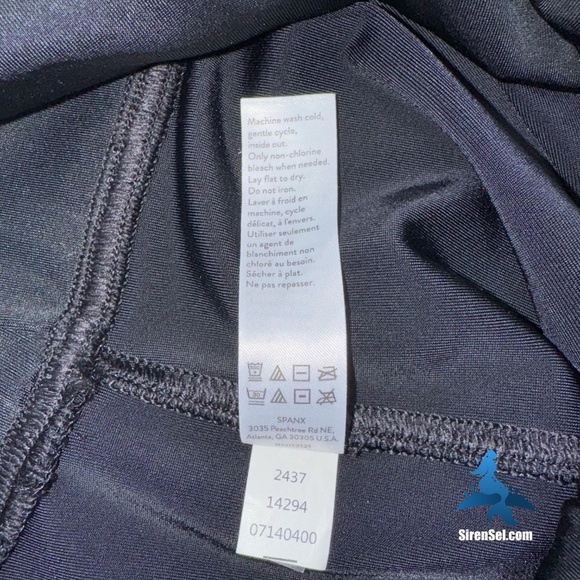 Machine wash cold,
gentle cycle,
inside out.
Only non-chlorine
bleach when needed.
Lay flat to dry.
Do not iron.
Laver à froid en
machine, cycle
délicat, à l'envers.
Utiliser seulement
un agent de
blanchiment non
chloré au besoin.
Sécher à plat.
Ne pas repasser.
30
SPANX
3035 Peachtree Rd NE,
Atlanta, GA 30305 U.S.A.
2437
14294
07140400
SirenSel.com